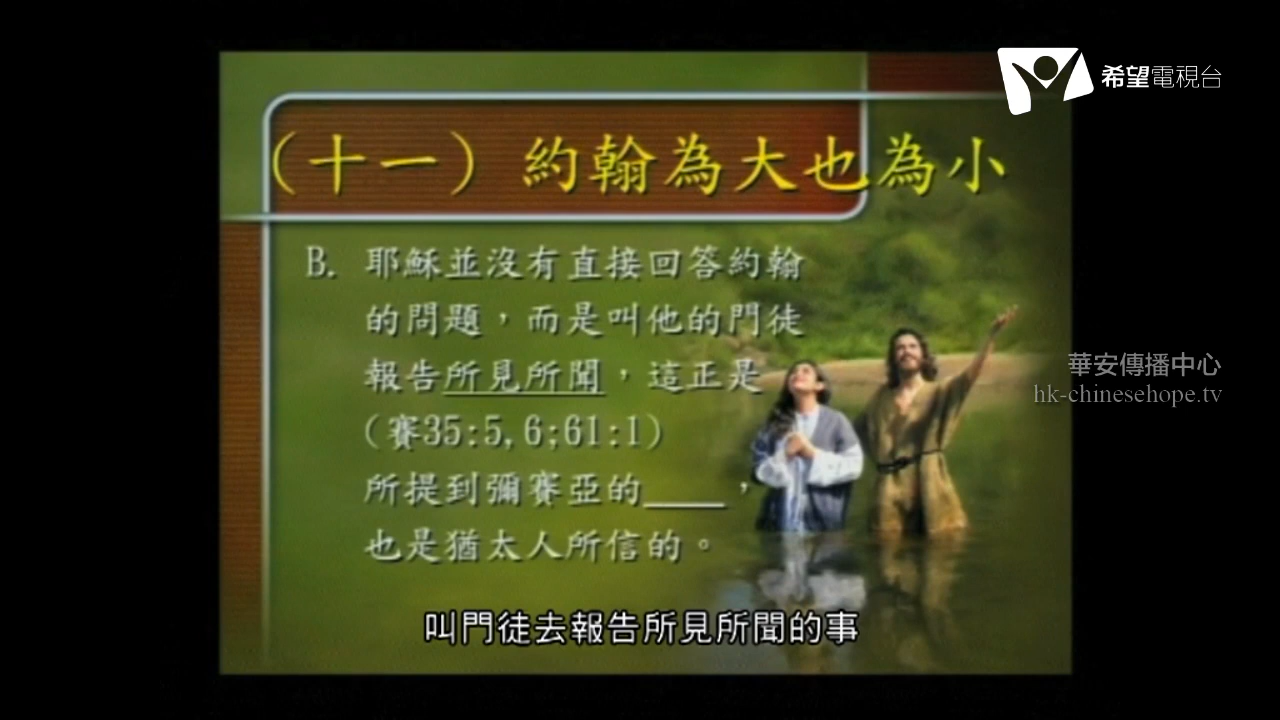 希望電視台
（十一）約翰為大也為小
B. 耶穌並沒有直接回答約翰
的問題，而是叫他的門徒
報告所見所聞，這正是
(賽35:5,6;61:1)
所提到彌賽亞的____，
也是猶太人所信的。
華安傳播中心
hk-chinesehope.tv
叫門徒去報告所見所聞的事